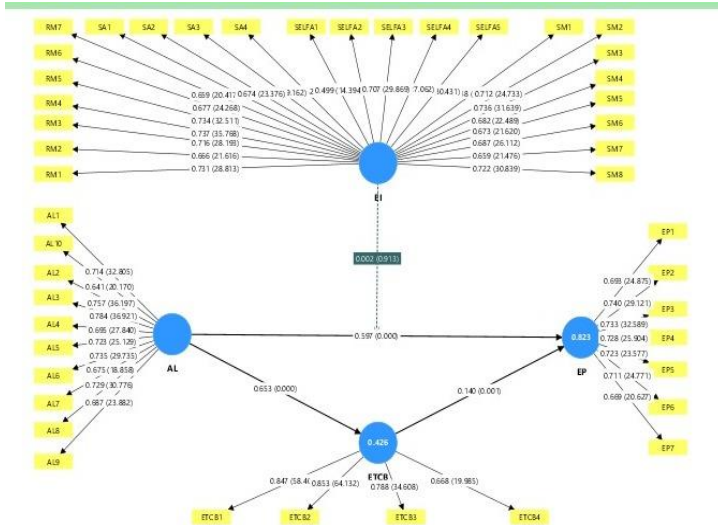 RM7
SA1
SA2
SA3
SA4
SELFA1
SELFA2
SELFA3
SELFA4
SELFA5
SM1
SM2
RM6
SM3
RM5
SM4
RM4
SM5
RM3
SM6
RM2
SM7
RM1
SM8
0.674 (23.376)
0.499 (14.394
0.707 (29.869)
0.712 (24.733)
0.677 (24.268)
0.736 (31.639)
0.734 (32.511)
0.682 (22.489)
0.737 (35.768)
0.673 (21.620)
0.716 (28.193)
0.687 (26.112)
0.666 (21.616)
0.659 (21.476)
0.731 (28.813)
0.722 (30.839)
EI
0.002 (0.913)
AL1
AL10
AL2
AL3
AL4
AL5
AL6
AL7
AL8
AL9
0.714 (32.805)
0.641 (20.170)
0.757 (36.197)
0.784 (36.921)
0.695 (27.840)
0.723 (25.129)
0.735 (29.735)
0.675 (18.858)
0.729 (30.776)
0.687 (23.882)
AL
0.597 (0.000)
0.653 (0.000)
0.140 (0.001)
0.823
EP
EP1
EP2
EP3
EP4
EP5
EP6
EP7
0.693 (24.875)
0.740 (29.121)
0.733 (32.589)
0.728 (25.904)
0.723 (23.577)
0.711 (24.771)
0.669 (20.627)
0.426
ETCB
0.847 (58.4
0.853 (64.132)
0.788 (34.608)
0.668 (19.985)
ETCB1
ETCB2
ETCB3
ETCB4